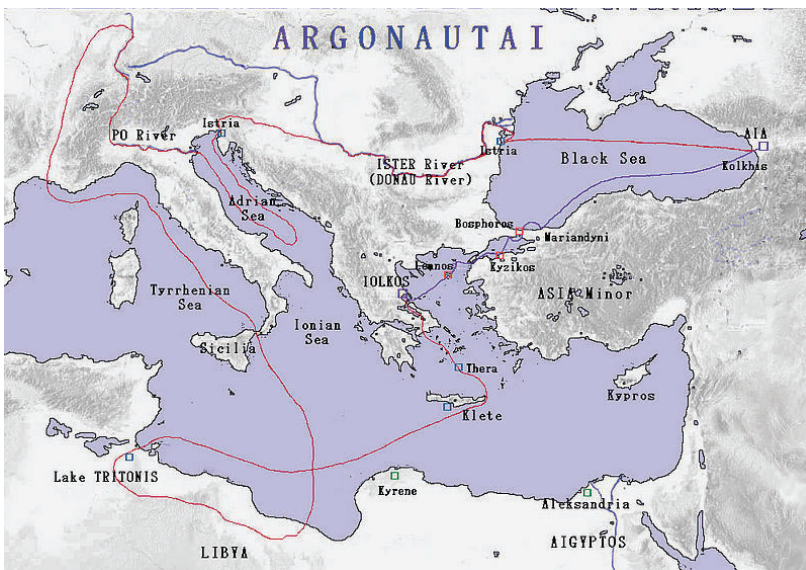 ARGONAUTAI
Istria
PO River
ISTER River
(DONAU River)
Istria
Black Sea
AIA
Kolkhis
Adrian
Sea
Bosphoros
Mariandyni
Lemnos
Kyzikos
IOLKOS
ASIA Minor
Tyrrhenian
Sea
Ionian
Sea
Sicilia
Thera
Kypros
Klete
Lake TRITONIS
Kyrene
Aleksandria
LIBYA
AIGYPTOS